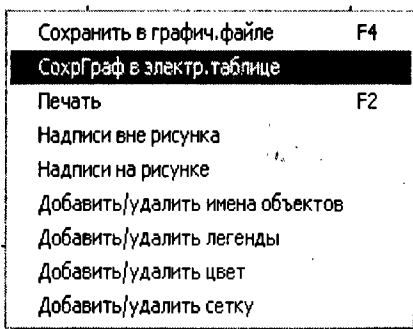 Сохранить в графич.файле F4
СохрГраф в электр.таблице
Печать F2
Надписи вне рисунка
Надписи на рисунке
Добавить/удалить имена объектов
Добавить/удалить легенды
Добавить/удалить цвет
Добавить/удалить сетку